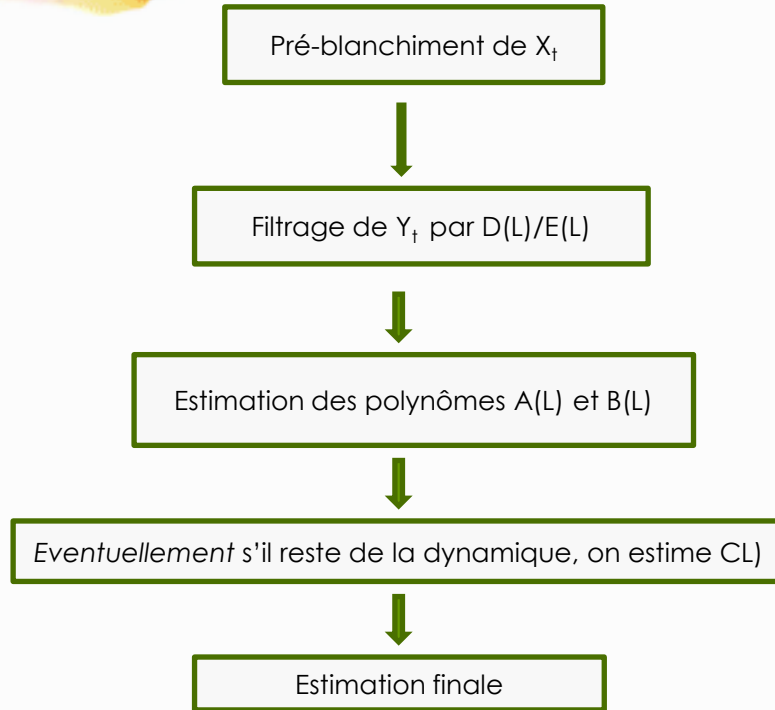 Pré-blanchiment de Xt
Filtrage de Yt par D(L)/E(L)
Estimation des polynômes A(L) et B(L)
Eventuellement s’il reste de la dynamique, on estime CL)
Estimation finale